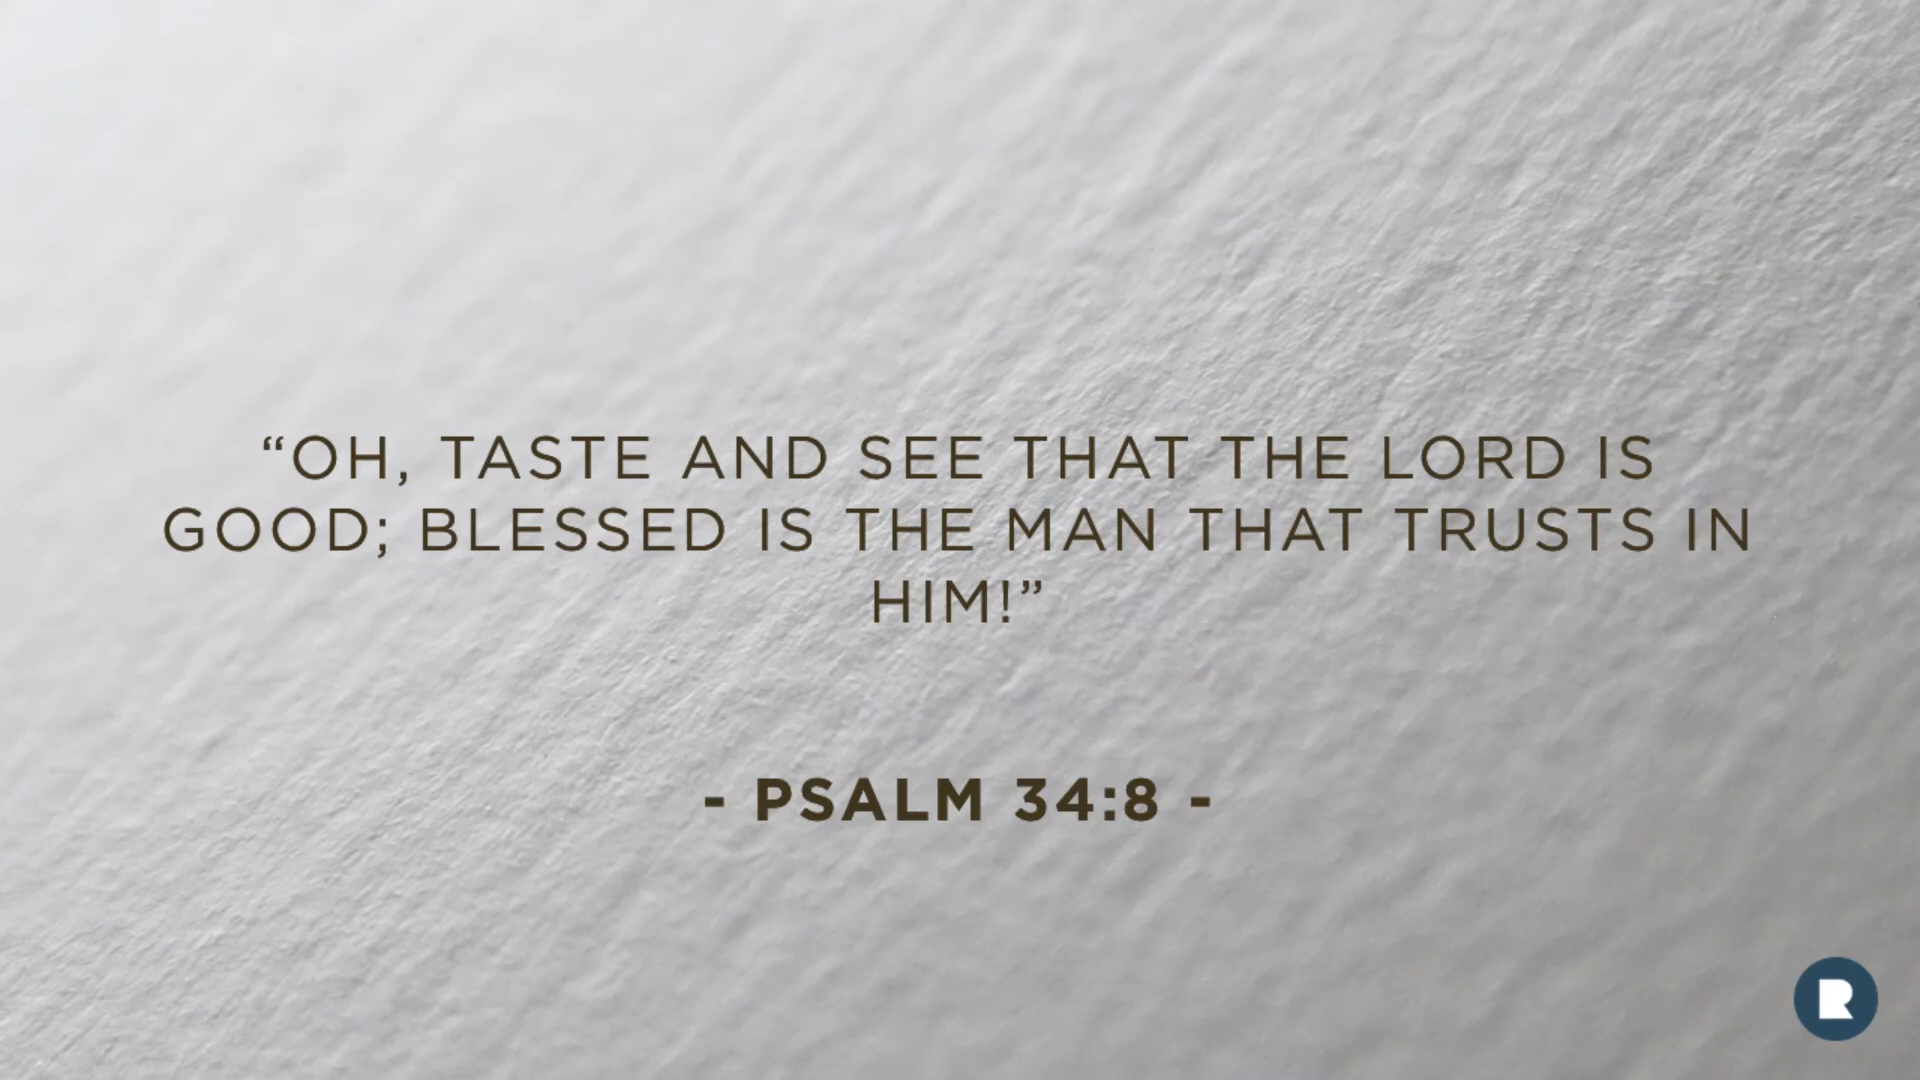 “OH, TASTE AND SEE THAT THE LORD IS
GOOD; BLESSED IS THE MAN THAT TRUSTS IN
HIM!”
- PSALM 34:8 -
R